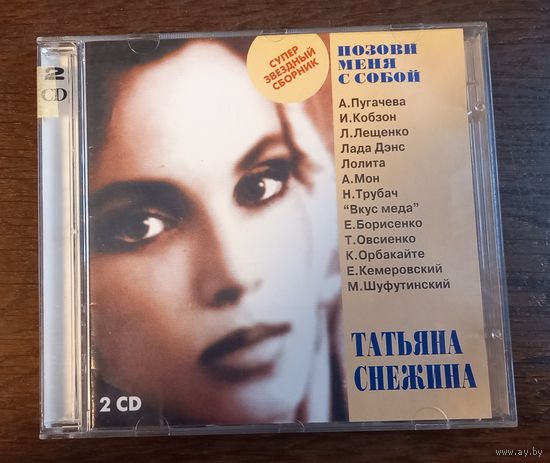 2
CD
СУПЕР
ЗВЕЗДНЫЙ
СБОРНИК
ПОЗОВИ
МЕНЯ
С СОБОЙ
А.Пугачева
И.Кобзон
Л.Лещенко
Лада Дэнс
Лолита
А.Мон
Н.Трубач
"Вкус меда"
Е.Борисенко
Т.Овсиенко
К.Орбакайте
Е.Кемеровский
М.Шуфутинский
ТАТЬЯНА
СНЕЖИНА
2 CD
www.ay.by